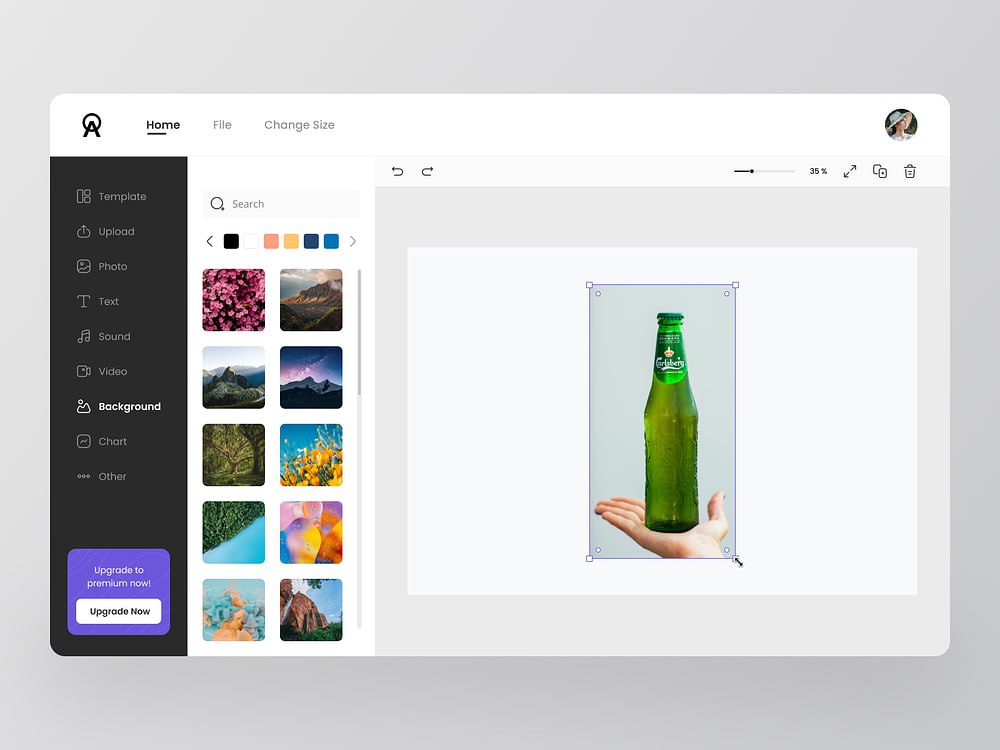 Home
File
Change Size
35 %
Template
Upload
Photo
Text
Sound
Video
Background
Chart
Other
Upgrade to
premium now!
Upgrade Now
Search
Carlsberg